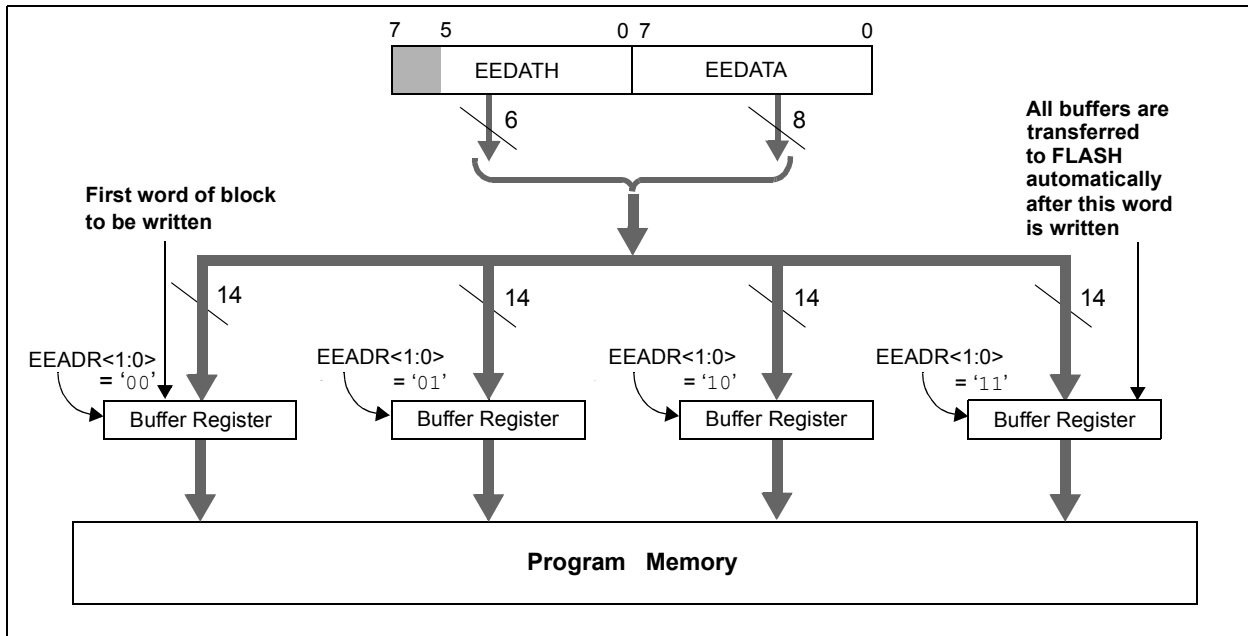 7 5 0 7 0
EEDATH EEDATA
6 8
First word of block
to be written
All buffers are
transferred
to FLASH
automatically
after this word
is written
14 14 14 14
EEADR<1:0>
= ‘00’
EEADR<1:0>
= ‘01’
EEADR<1:0>
= ‘10’
EEADR<1:0>
= ‘11’
Buffer Register Buffer Register Buffer Register Buffer Register
Program Memory